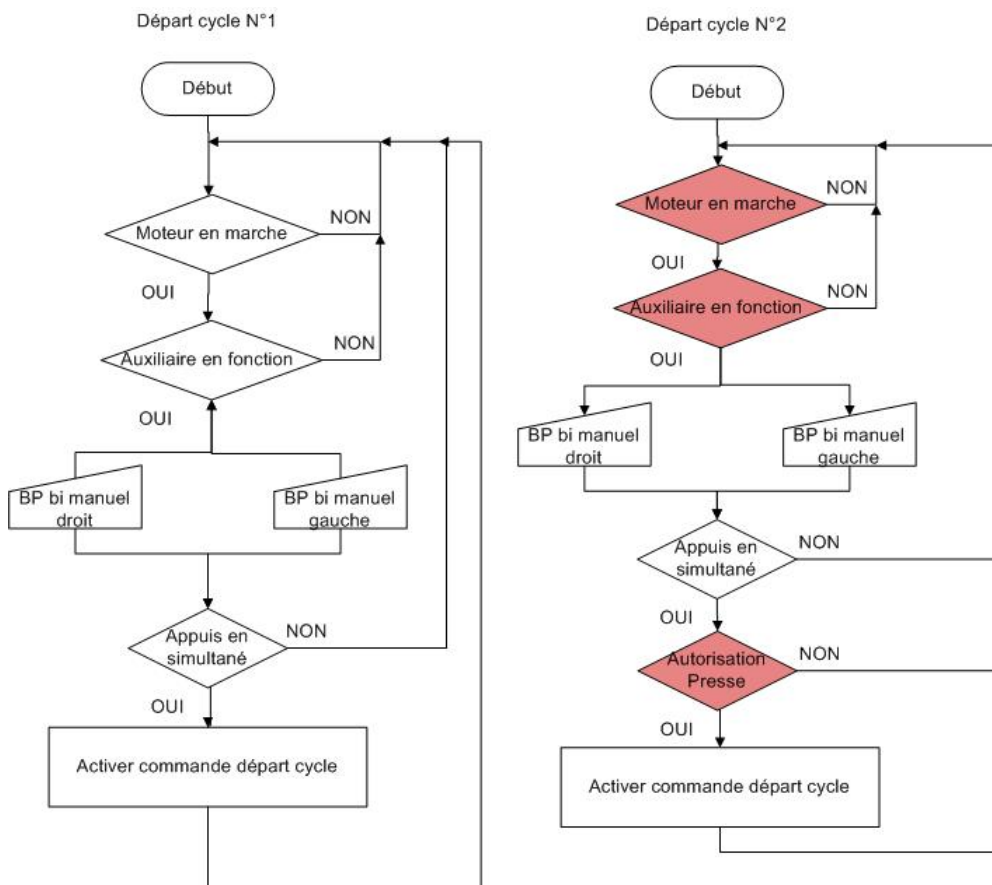 Départ cycle N°1
Début
Moteur en marche
NON
OUI
Auxiliaire en fonction
NON
OUI
BP bi manuel
droit
BP bi manuel
gauche
Appuis en
simultané
NON
OUI
Activer commande départ cycle
Départ cycle N°2
Début
Moteur en marche
NON
OUI
Auxiliaire en fonction
NON
OUI
BP bi manuel
droit
BP bi manuel
gauche
Appuis en
simultané
NON
OUI
Autorisation
Presse
NON
OUI
Activer commande départ cycle